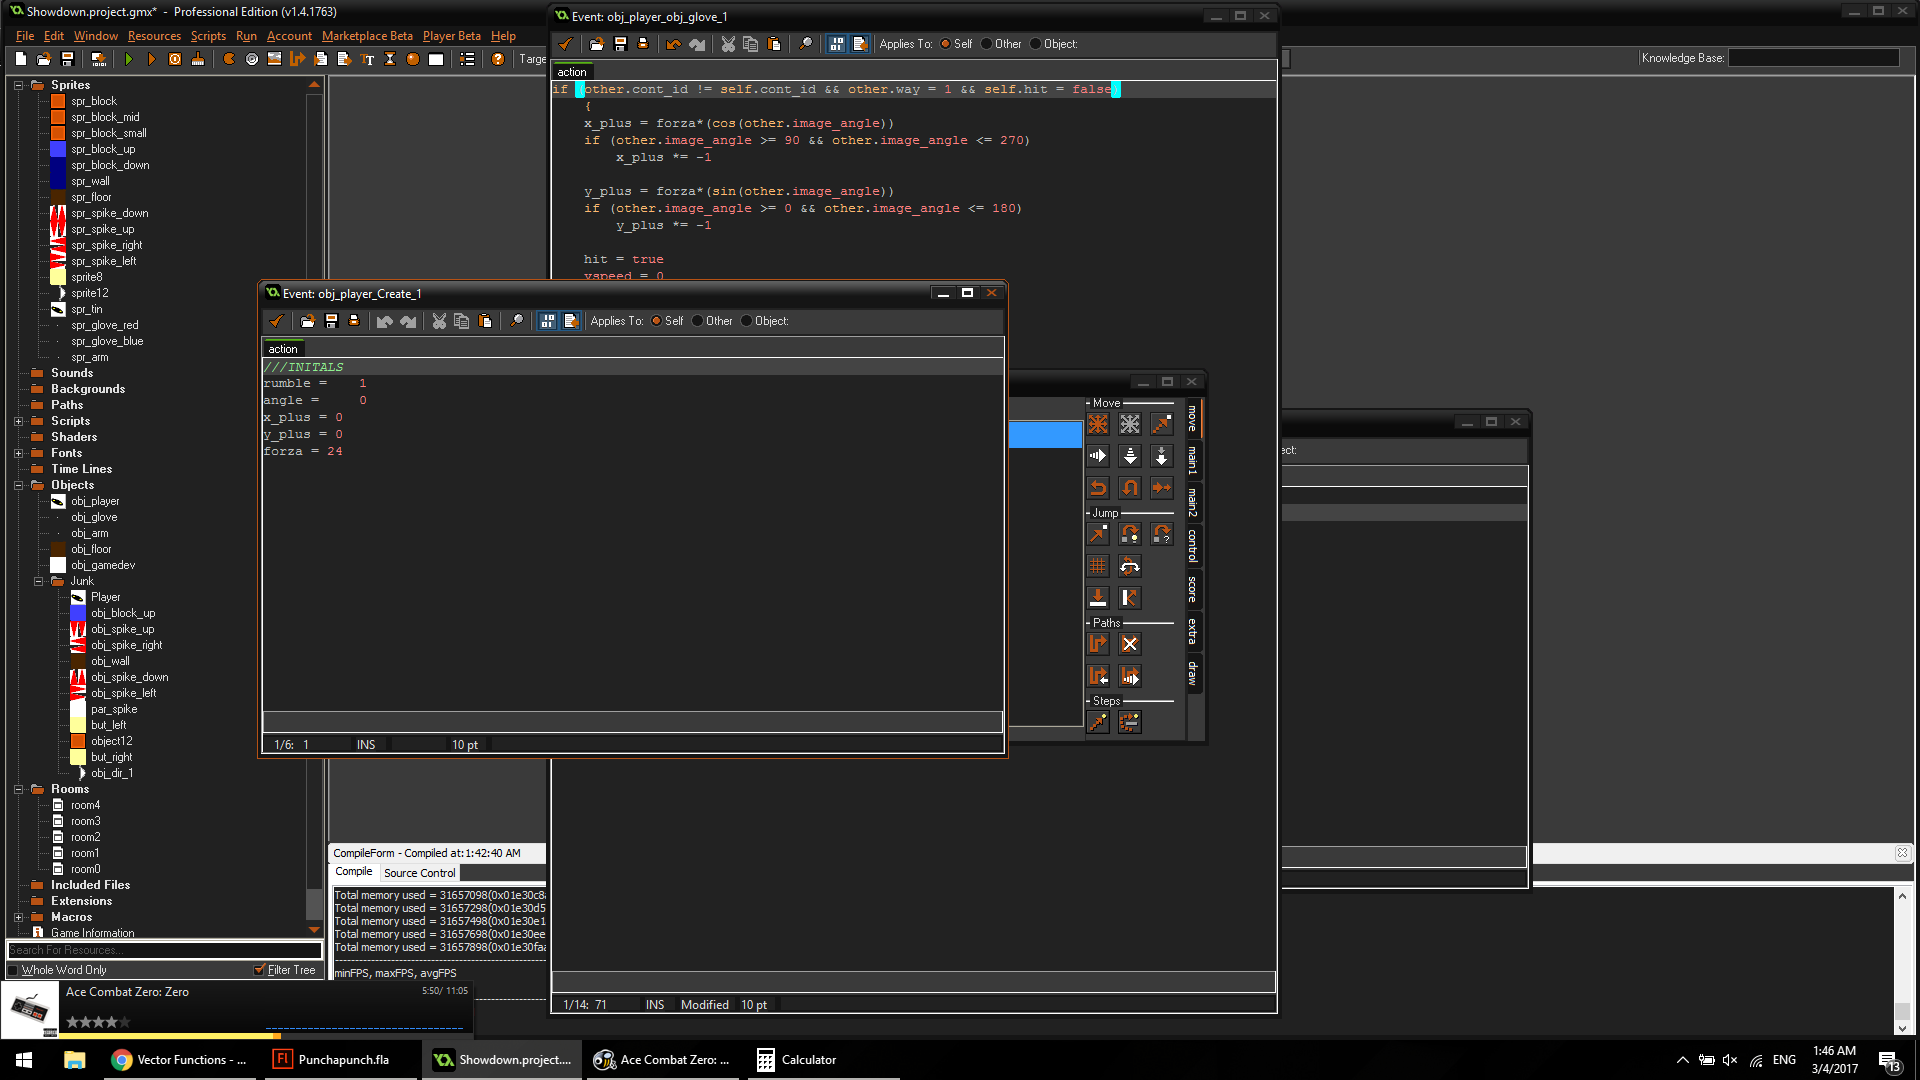 Showdown.project.gmx* - Professional Edition (v1.4.1763)
File Edit Window Resources Scripts Run Account Marketplace Beta Player Beta Help
Targe
Knowledge Base:
Sprites
spr_block
spr_block_mid
spr_block_small
spr_block_up
spr_block_down
spr_wall
spr_floor
spr_spike_down
spr_spike_up
spr_spike_right
spr_spike_left
sprite8
sprite12
spr_tin
spr_glove_red
spr_glove_blue
spr_arm
Sounds
Backgrounds
Paths
Scripts
Shaders
Fonts
Time Lines
Objects
obj_player
obj_glove
obj_arm
obj_floor
obj_gamedev
Junk
Player
obj_block_up
obj_spike_up
obj_spike_right
obj_wall
obj_spike_down
obj_spike_left
par_spike
but_left
object12
but_right
obj_dir_1
Rooms
room4
room3
room2
room1
room0
Included Files
Extensions
Macros
Game Information
Search For Resources...
Whole Word Only Filter Tree
Event: obj_player_obj_glove_1
Applies To: Self Other Object:
action
if (other.cont_id != self.cont_id && other.way = 1 && self.hit = false)
{
x_plus = forza*(cos(other.image_angle))
if (other.image_angle >= 90 && other.image_angle <= 270)
x_plus *= -1
y_plus = forza*(sin(other.image_angle))
if (other.image_angle >= 0 && other.image_angle <= 180)
y_plus *= -1
hit = true
vspeed = 0
1/14: 71 INS Modified 10 pt
Event: obj_player_Create_1
Applies To: Self Other Object:
action
///INITALS
rumble = 1
angle = 0
x_plus = 0
y_plus = 0
forza = 24
1/6: 1 INS 10 pt
Move
Jump
Paths
Steps
move
main1
main2
control
score
extra
draw
ect:
CompileForm - Compiled at:1:42:40 AM
Compile Source Control
Total memory used = 31657098(0x01e30c8a
Total memory used = 31657298(0x01e30d5
Total memory used = 31657498(0x01e30e1
Total memory used = 31657698(0x01e30ee
Total memory used = 31657898(0x01e30faa
minFPS, maxFPS, avgFPS
Ace Combat Zero: Zero
5:50/ 11:05
Vector Functions - ...
Punchapunch.fla
Showdown.project....
Ace Combat Zero: ...
Calculator
ENG
1:46 AM
3/4/2017
13